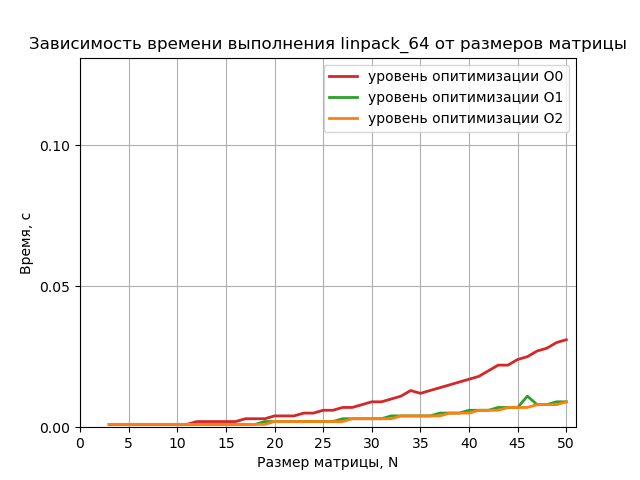 Зависимость времени выполнения linpack_64 от размеров матрицы
уровень опитимизации O0
уровень опитимизации O1
уровень опитимизации O2
0.10
0.05
0.00
Время, с
0 5 10 15 20 25 30 35 40 45 50
Размер матрицы, N